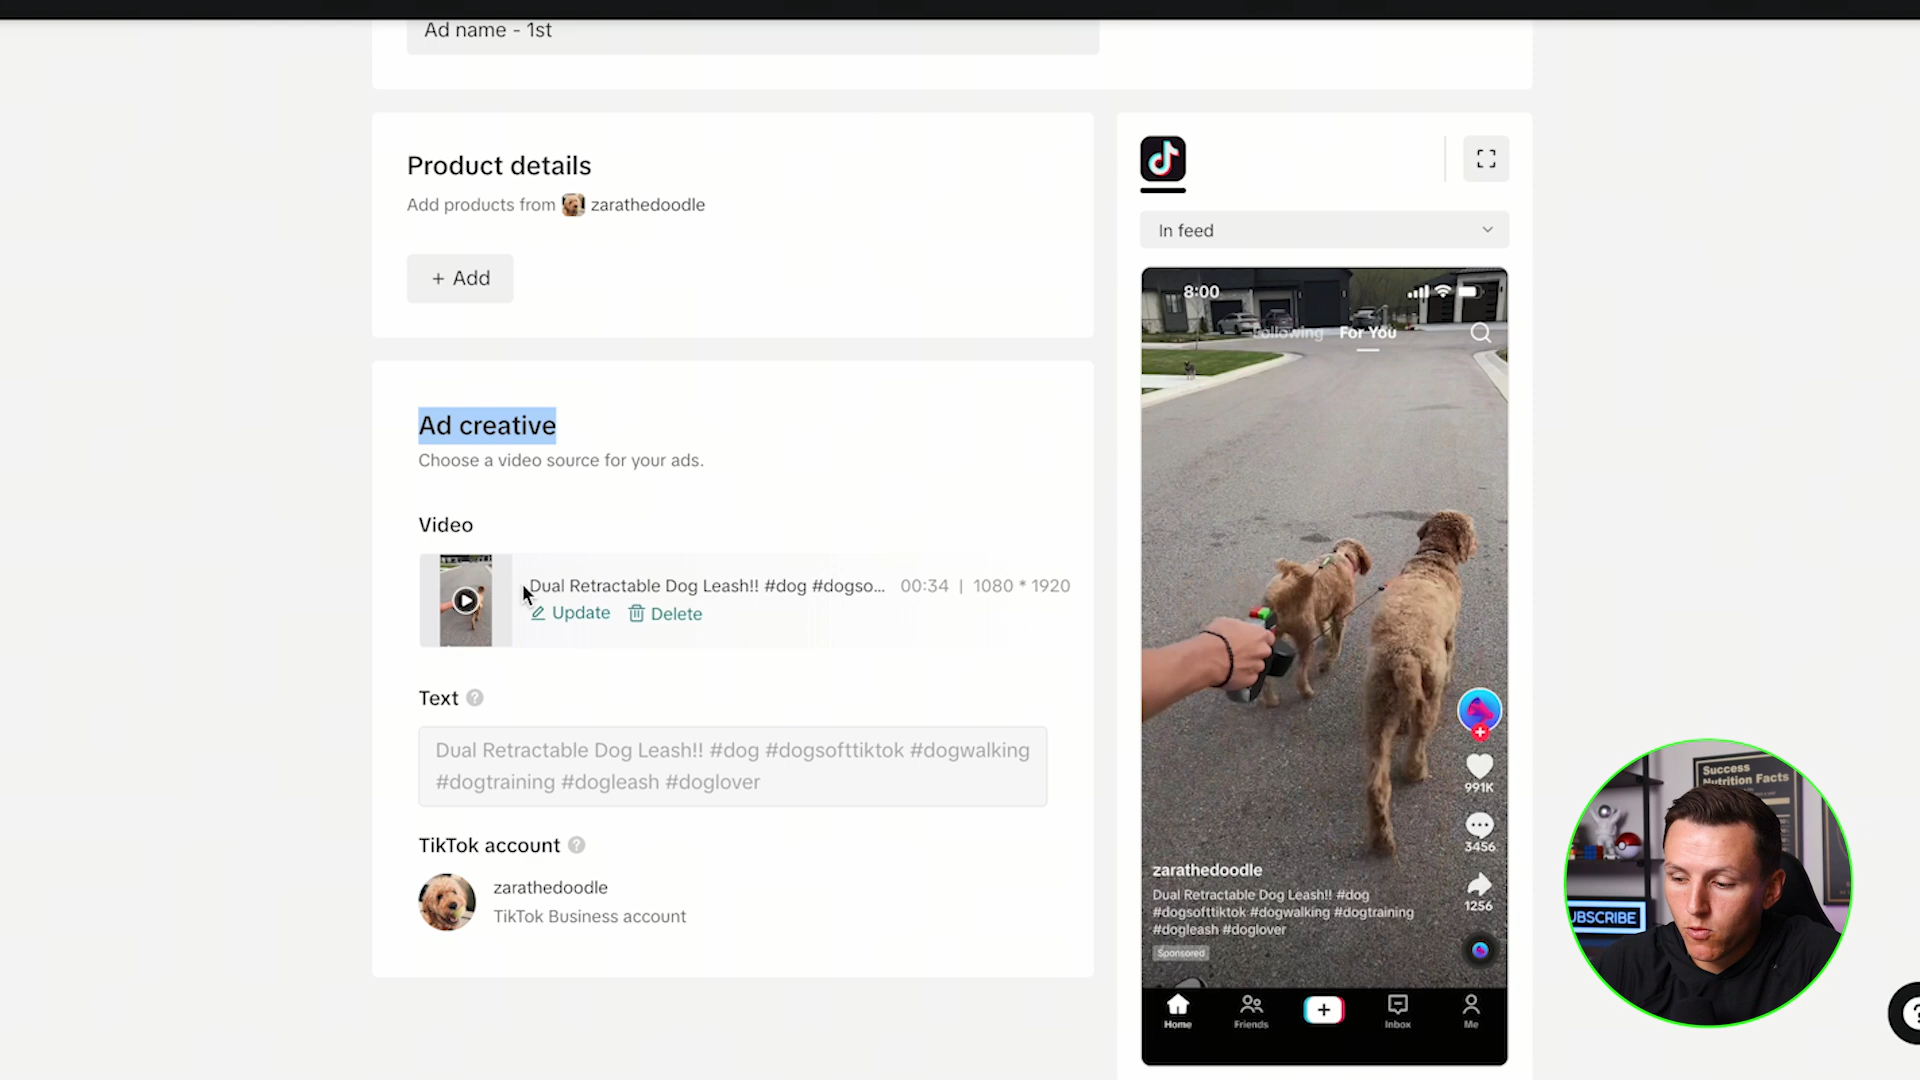 Ad name - 1st
Product details
Add products from zarathedoodle
+ Add
Ad creative
Choose a video source for your ads.
Video
Dual Retractable Dog Leash!! #dog #dogso... 00:34 | 1080 * 1920
Update Delete
Text ?
Dual Retractable Dog Leash!! #dog #dogsofttiktok #dogwalking
#dogtraining #dogleash #doglover
TikTok account ?
zarathedoodle
TikTok Business account
In feed
8:00
Following For You
991K
3456
1256
zarathedoodle
Dual Retractable Dog Leash!! #dog
#dogsofttiktok #dogwalking #dogtraining
#dogleash #doglover
Sponsored
Home Friends Inbox Me
Success
Nutrition Facts
UBSCRIBE
?